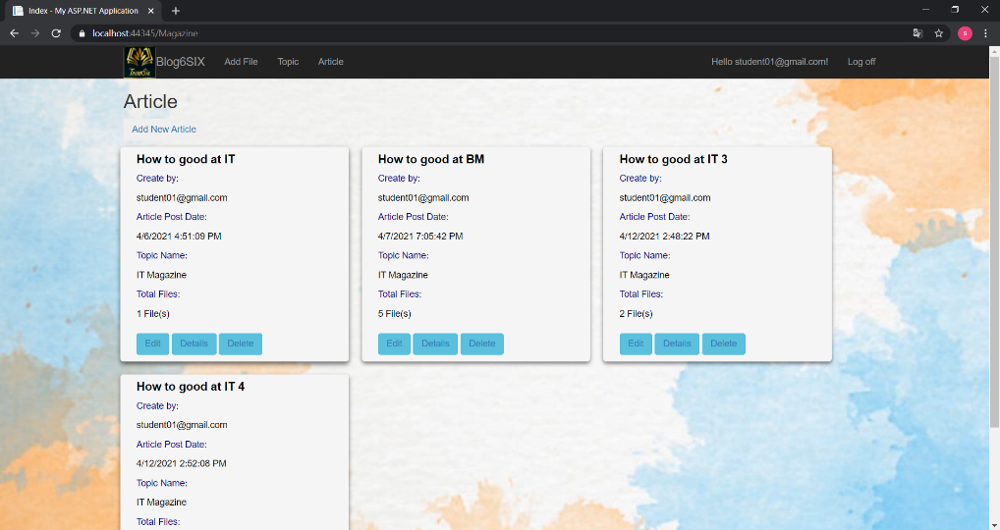 Index - My ASP.NET Application
localhost:44345/Magazine
s
Blog6SIX Add File Topic Article Hello student01@gmail.com! Log off
Article
Add New Article
How to good at IT
Create by:
student01@gmail.com
Article Post Date:
4/6/2021 4:51:09 PM
Topic Name:
IT Magazine
Total Files:
1 File(s)
Edit Details Delete
How to good at BM
Create by:
student01@gmail.com
Article Post Date:
4/7/2021 7:05:42 PM
Topic Name:
IT Magazine
Total Files:
5 File(s)
Edit Details Delete
How to good at IT 3
Create by:
student01@gmail.com
Article Post Date:
4/12/2021 2:48:22 PM
Topic Name:
IT Magazine
Total Files:
2 File(s)
Edit Details Delete
How to good at IT 4
Create by:
student01@gmail.com
Article Post Date:
4/12/2021 2:52:08 PM
Topic Name:
IT Magazine
Total Files: